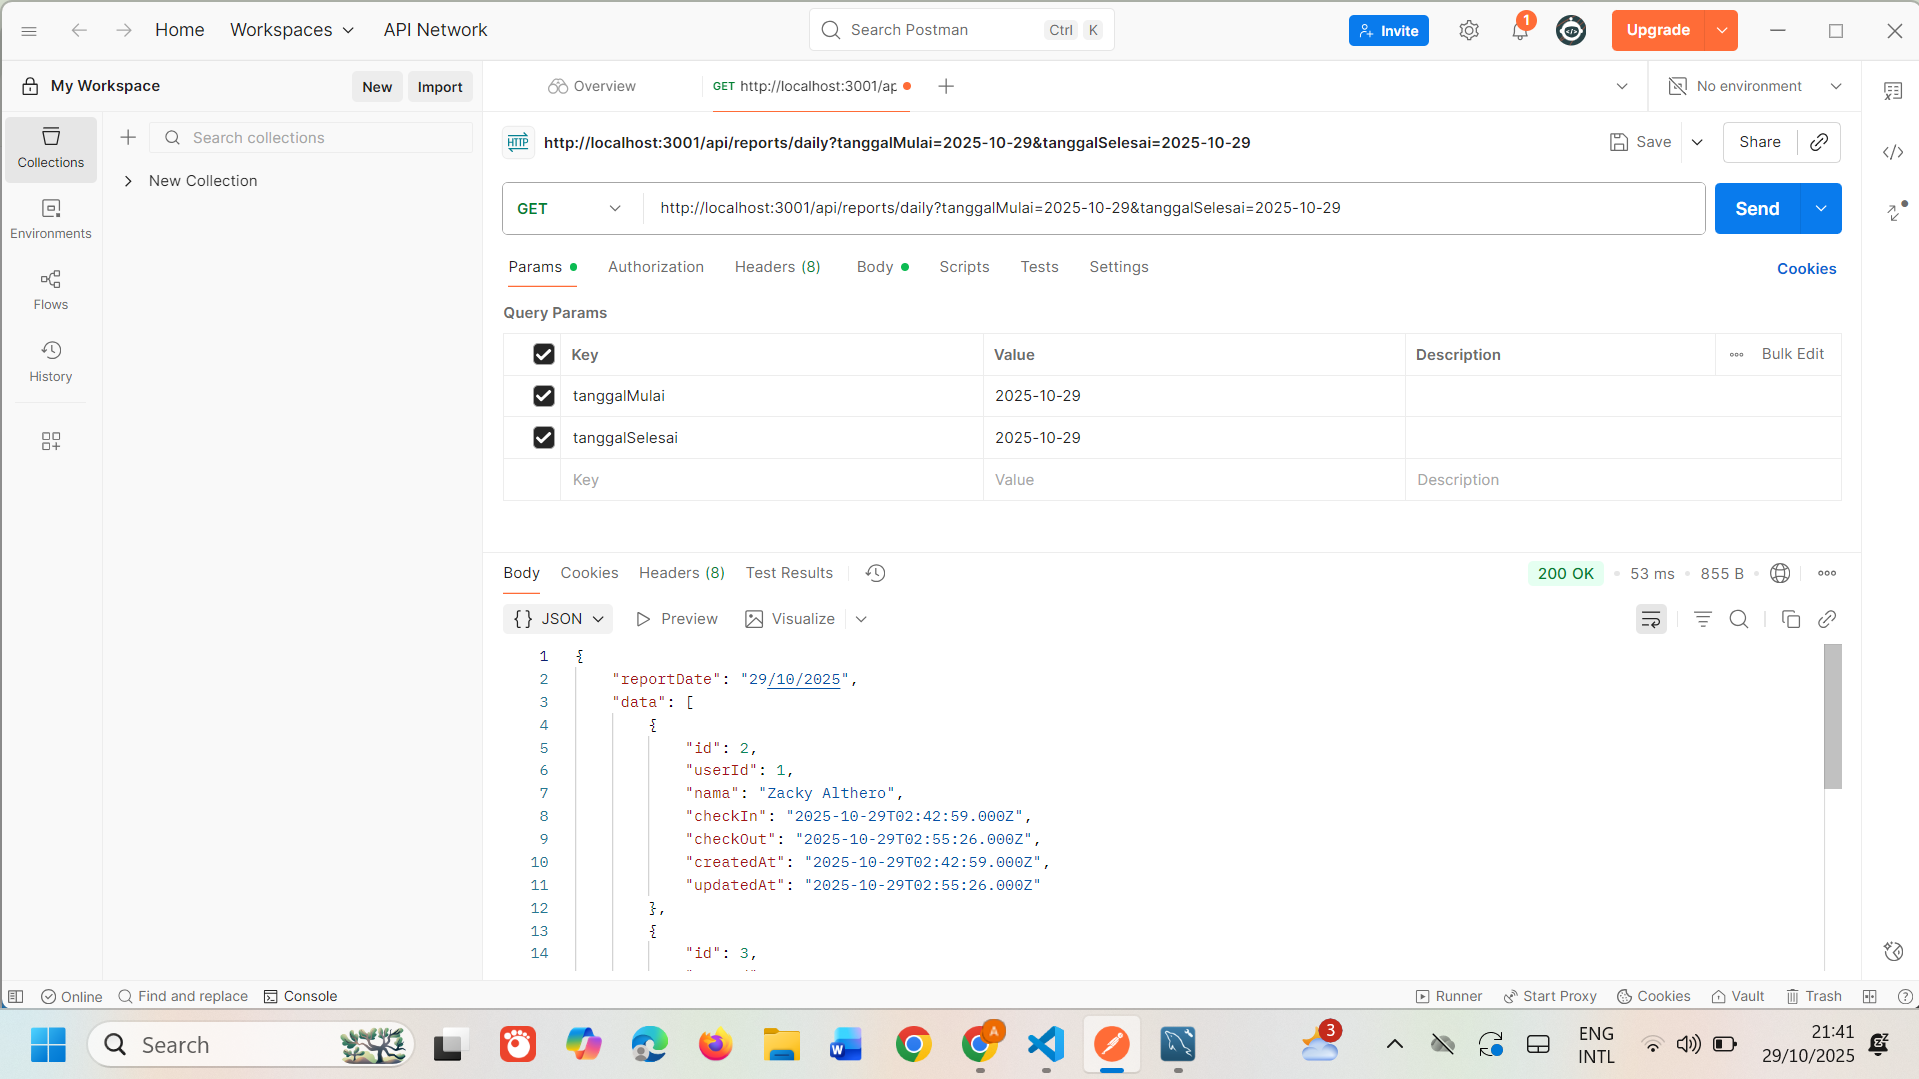 Home
Workspaces
API Network
Search Postman
Ctrl K
Invite
1
Upgrade
My Workspace
New
Import
Overview
GET http://localhost:3001/ap
No environment
Collections
Search collections
New Collection
Environments
Flows
History
HTTP
http://localhost:3001/api/reports/daily?tanggalMulai=2025-10-29&tanggalSelesai=2025-10-29
Save
Share
GET
http://localhost:3001/api/reports/daily?tanggalMulai=2025-10-29&tanggalSelesai=2025-10-29
Send
Params
Authorization
Headers (8)
Body
Scripts
Tests
Settings
Cookies
Query Params
Key Value Description Bulk Edit
tanggalMulai 2025-10-29
tanggalSelesai 2025-10-29
Key Value Description
Body
Cookies
Headers (8)
Test Results
200 OK
53 ms
855 B
{} JSON
Preview
Visualize
1 {
2 "reportDate": "29/10/2025",
3 "data": [
4 {
5 "id": 2,
6 "userId": 1,
7 "nama": "Zacky Althero",
8 "checkIn": "2025-10-29T02:42:59.000Z",
9 "checkOut": "2025-10-29T02:55:26.000Z",
10 "createdAt": "2025-10-29T02:42:59.000Z",
11 "updatedAt": "2025-10-29T02:55:26.000Z"
12 },
13 {
14 "id": 3,
Online
Find and replace
Console
Runner
Start Proxy
Cookies
Vault
Trash
Search
W
A
3
ENG
INTL
21:41
29/10/2025